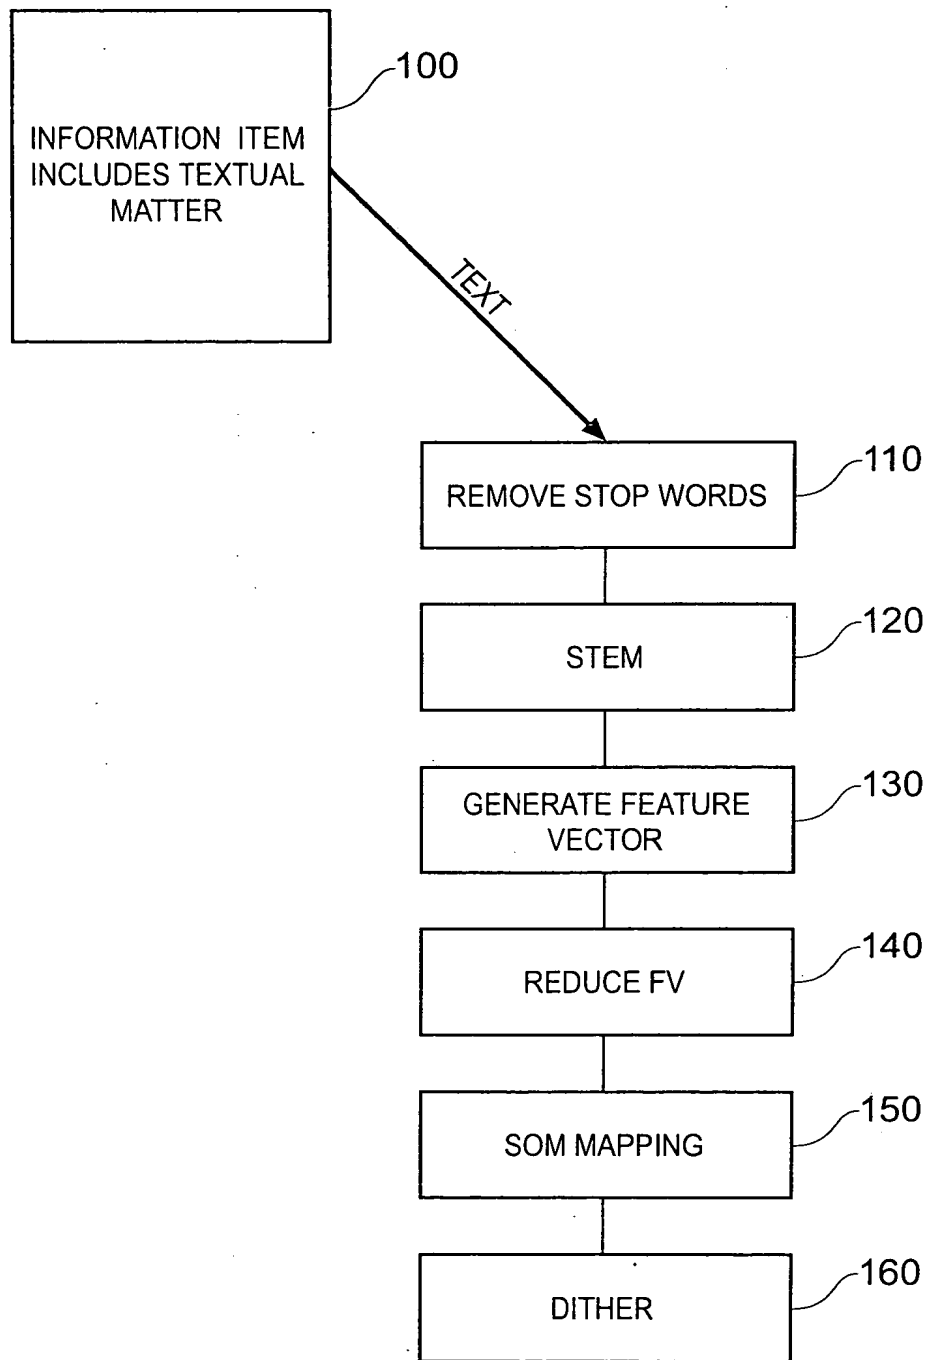 100
INFORMATION ITEM
INCLUDES TEXTUAL
MATTER
TEXT
110
REMOVE STOP WORDS
120
STEM
130
GENERATE FEATURE
VECTOR
140
REDUCE FV
150
SOM MAPPING
160
DITHER